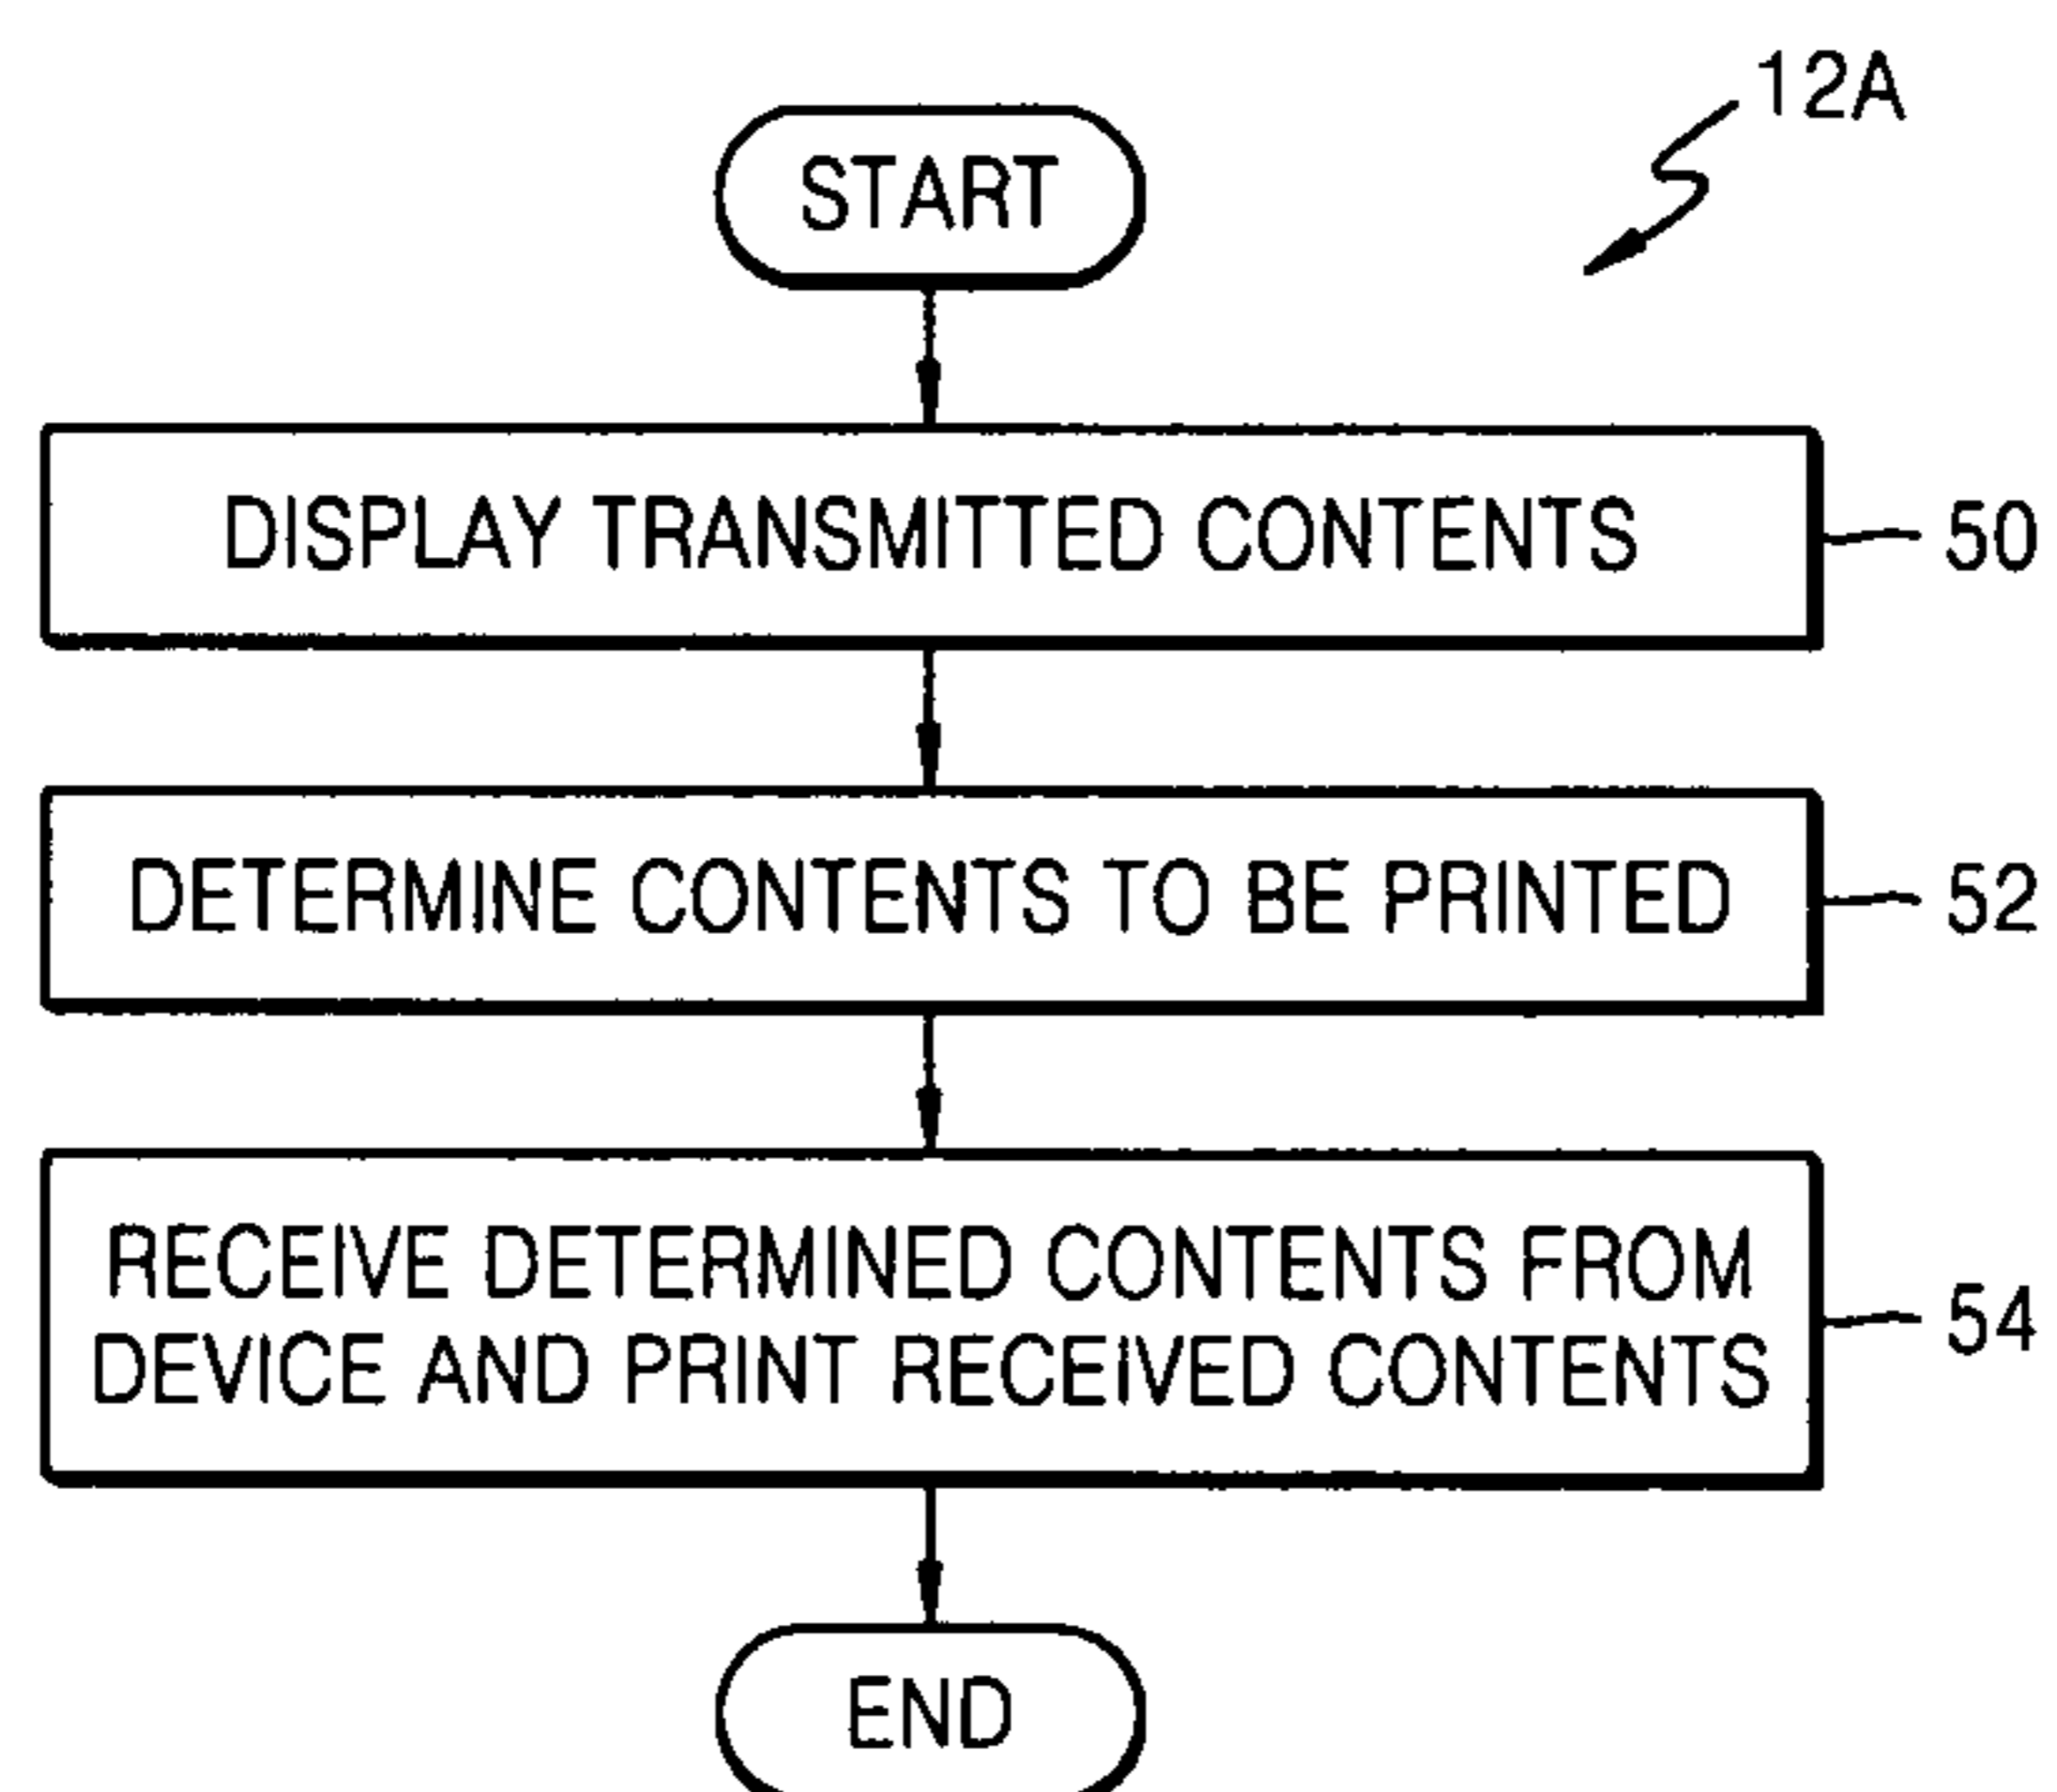 12A
START
DISPLAY TRANSMITTED CONTENTS
50
DETERMINE CONTENTS TO BE PRINTED
52
RECEIVE DETERMINED CONTENTS FROM
DEVICE AND PRINT RECEIVED CONTENTS
54
END